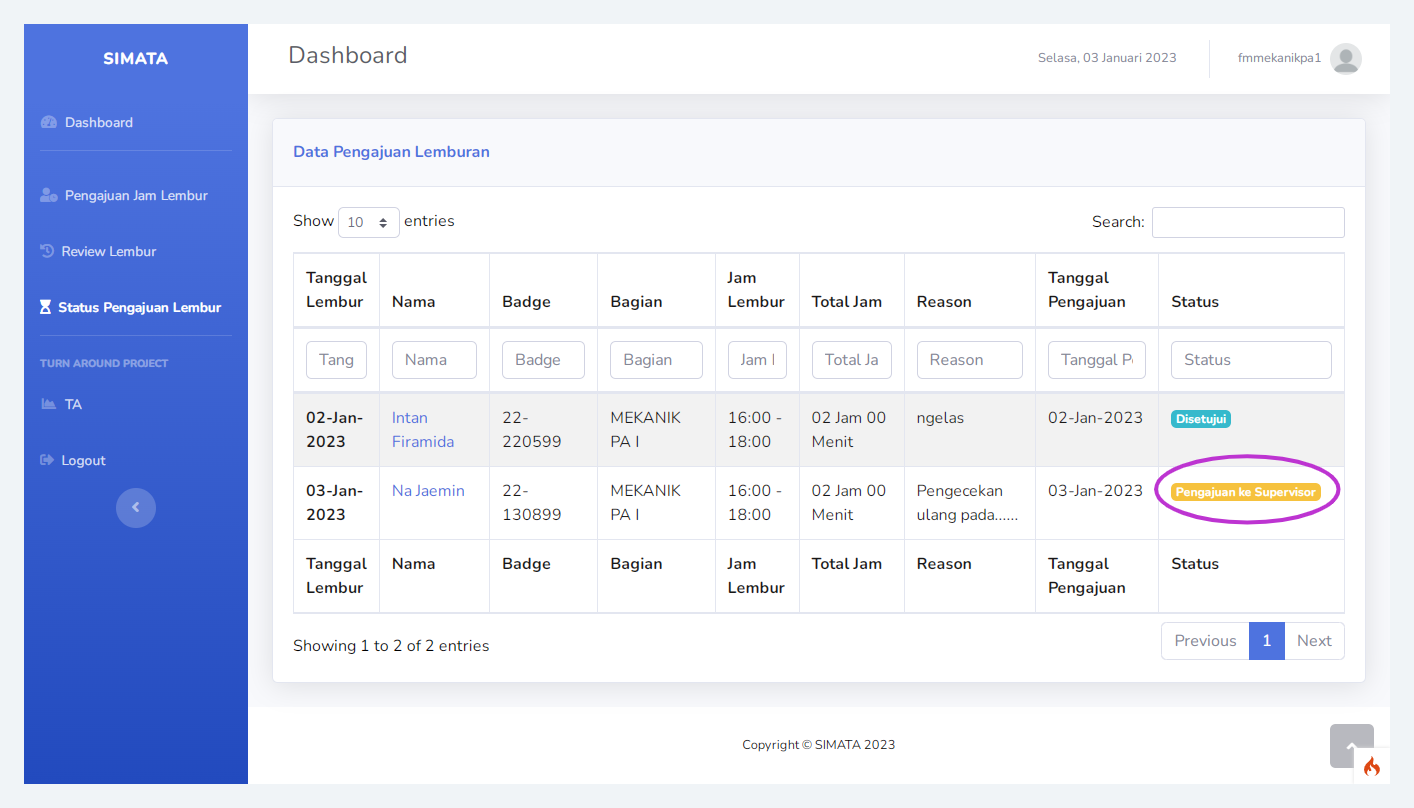 SIMATA
Dashboard
Pengajuan Jam Lembur
Review Lembur
Status Pengajuan Lembur
TURN AROUND PROJECT
TA
Logout
Dashboard
Selasa, 03 Januari 2023
fmmekanikpa1
Data Pengajuan Lemburan
Show 10 entries
Search:
Tanggal Lembur Nama Badge Bagian Jam Lembur Total Jam Reason Tanggal Pengajuan Status
Tang Nama Badge Bagian Jam Total Ja Reason Tanggal Status
02-Jan-2023 Intan Firamida 22-220599 MEKANIK PA I 16:00 - 18:00 02 Jam 00 Menit ngelas 02-Jan-2023 Disetujui
03-Jan-2023 Na Jaemin 22-130899 MEKANIK PA I 16:00 - 18:00 02 Jam 00 Menit Pengecekan ulang pada...... 03-Jan-2023 Pengajuan ke Supervisor
Tanggal Lembur Nama Badge Bagian Jam Lembur Total Jam Reason Tanggal Pengajuan Status
Showing 1 to 2 of 2 entries
Previous 1 Next
Copyright © SIMATA 2023